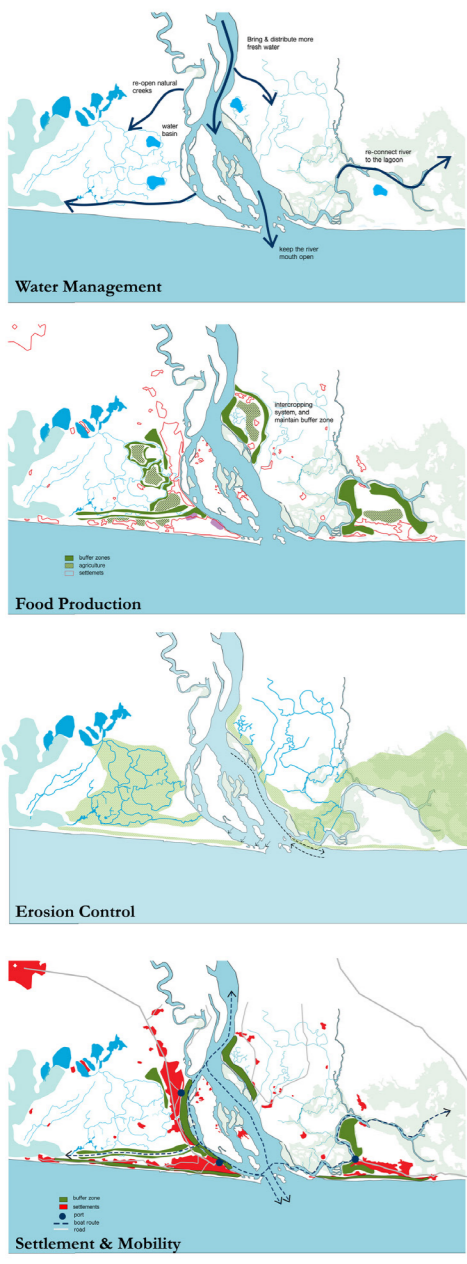 Bring & distribute more
fresh water
re-open natural
creeks
water
basin
re-connect river
to the lagoon
keep the river
mouth open
Water Management
intercropping
system, and
maintain buffer zone
buffer zones
agriculture
settlemets
Food Production
Erosion Control
buffer zone
settlements
port
boat route
road
Settlement & Mobility